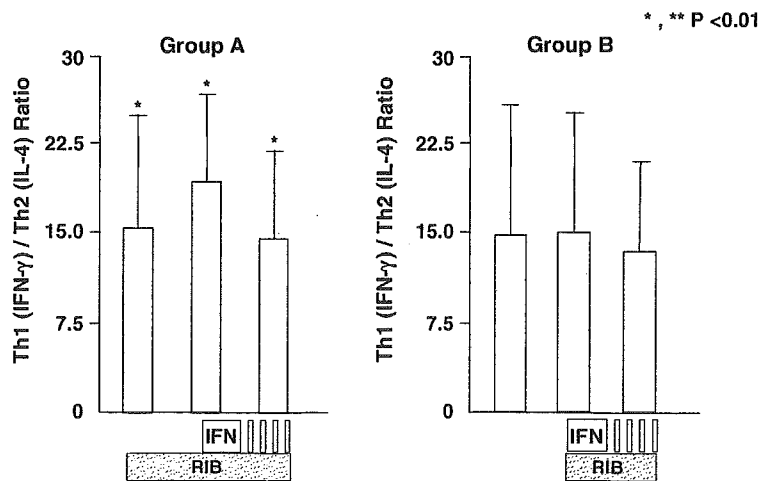 * , ** P <0.01
Group A
Th1 (IFN-γ) / Th2 (IL-4) Ratio
30
22.5
15.0
7.5
0
*
*
*
IFN
RIB
Group B
Th1 (IFN-γ) / Th2 (IL-4) Ratio
30
22.5
15.0
7.5
0
IFN
RIB